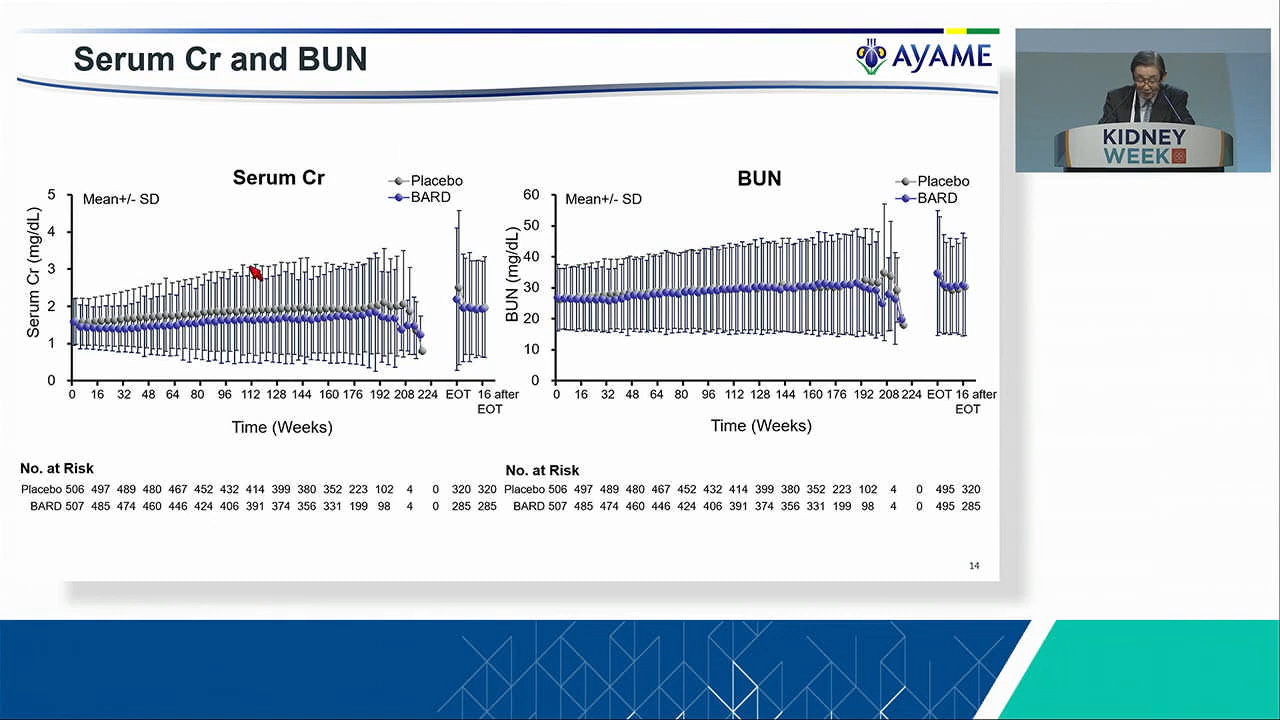 Serum Cr and BUN
AYAME
KIDNEY
WEEK
Serum Cr
Placebo
BARD
Mean+/- SD
Serum Cr (mg/dL)
5
4
3
2
1
0
0 16 32 48 64 80 96 112 128 144 160 176 192 208 224 EOT 16 after
EOT
Time (Weeks)
BUN
Placebo
BARD
Mean+/- SD
BUN (mg/dL)
60
50
40
30
20
10
0
0 16 32 48 64 80 96 112 128 144 160 176 192 208 224 EOT 16 after
EOT
Time (Weeks)
No. at Risk
Placebo 506 497 489 480 467 452 432 414 399 380 352 223 102 4 0 320 320
BARD 507 485 474 460 446 424 406 391 374 356 331 199 98 4 0 285 285
No. at Risk
Placebo 506 497 489 480 467 452 432 414 399 380 352 223 102 4 0 495 320
BARD 507 485 474 460 446 424 406 391 374 356 331 199 98 4 0 495 285
14